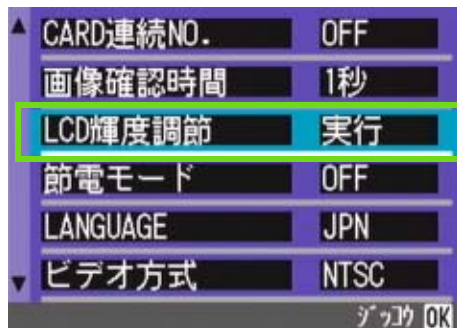 CARD連続NO. OFF
画像確認時間 1秒
LCD輝度調節 実行
節電モード OFF
LANGUAGE JPN
ビデオ方式 NTSC
ｼﾞｯｺｳ OK